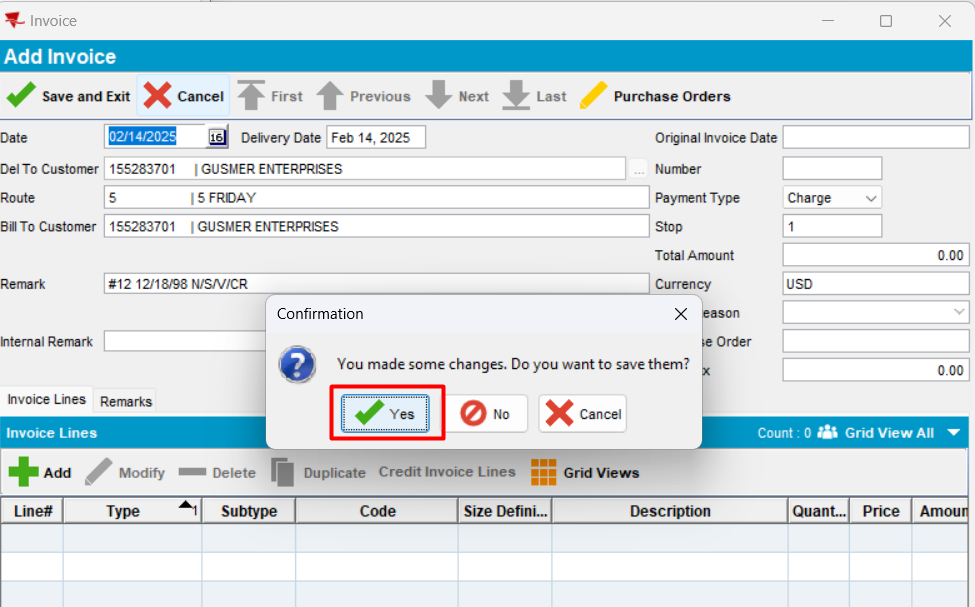 Invoice
Add Invoice
Save and Exit Cancel First Previous Next Last Purchase Orders
Date 02/14/2025 16 Delivery Date Feb 14, 2025 Original Invoice Date
Del To Customer 155283701 | GUSMER ENTERPRISES ... Number
Route 5 | 5 FRIDAY Payment Type Charge
Bill To Customer 155283701 | GUSMER ENTERPRISES Stop 1
Total Amount 0.00
Remark #12 12/18/98 N/S/V/CR Currency USD
Confirmation
eason
Internal Remark
se Order
You made some changes. Do you want to save them?
x 0.00
Yes No Cancel
Invoice Lines Remarks
Invoice Lines Count : 0 Grid View All
Add Modify Delete Duplicate Credit Invoice Lines Grid Views
Line# Type 1 Subtype Code Size Defini... Description Quant... Price Amoun